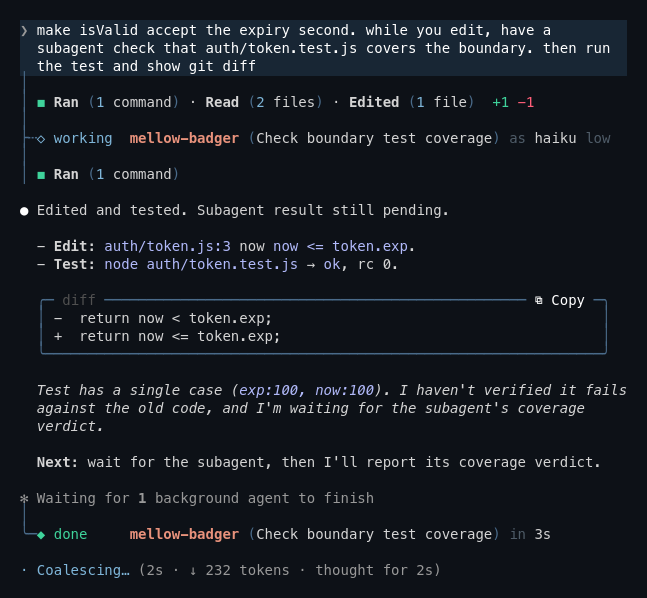 ❯ make isValid accept the expiry second. while you edit, have a
subagent check that auth/token.test.js covers the boundary. then run
the test and show git diff
■ Ran (1 command) · Read (2 files) · Edited (1 file)  +1 −1
◇ working  mellow-badger (Check boundary test coverage) as haiku low
■ Ran (1 command)
● Edited and tested. Subagent result still pending.
− Edit: auth/token.js:3 now now <= token.exp.
− Test: node auth/token.test.js → ok, rc 0.
diff ⧉ Copy
−  return now < token.exp;
+  return now <= token.exp;
Test has a single case (exp:100, now:100). I haven't verified it fails
against the old code, and I'm waiting for the subagent's coverage
verdict.
Next: wait for the subagent, then I'll report its coverage verdict.
✻ Waiting for 1 background agent to finish
◆ done     mellow-badger (Check boundary test coverage) in 3s
· Coalescing… (2s · ↓ 232 tokens · thought for 2s)